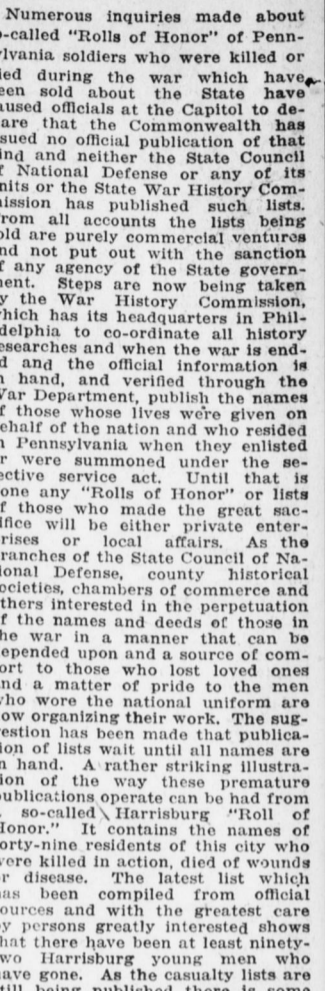 Numerous inquiries made about
o-called "Rolls of Honor" of Penn-
ylvania soldiers who were killed or
ied during the war which have
een sold about the State have
aused officials at the Capitol to de-
are that the Commonwealth has
sued no official publication of that
ind and neither the State Council
f National Defense or any of its
nits or the State War History Com-
ission has published such lists.
rom all accounts the lists being
old are purely commercial ventures
nd not put out with the sanction
f any agency of the State govern-
ent. Steps are now being taken
y the War History Commission,
hich has its headquarters in Phil-
delphia to co-ordinate all history
esearches and when the war is end-
d and the official information is
n hand, and verified through the
Var Department, publish the names
f those whose lives were given on
ehalf of the nation and who resided
n Pennsylvania when they enlisted
r were summoned under the se-
ective service act. Until that is
one any "Rolls of Honor" or lists
f those who made the great sac-
ifice will be either private enter-
rises or local affairs. As the
ranches of the State Council of Na-
ional Defense, county historical
ocieties, chambers of commerce and
thers interested in the perpetuation
f the names and deeds of those in
he war in a manner that can be
epended upon and a source of com-
ort to those who lost loved ones
nd a matter of pride to the men
ho wore the national uniform are
ow organizing their work. The sug-
estion has been made that publica-
ion of lists wait until all names are
n hand. A rather striking illustra-
ion of the way these premature
ublications operate can be had from
so-called Harrisburg "Roll of
onor." It contains the names of
orty-nine residents of this city who
ere killed in action, died of wounds
r disease. The latest list which
as been compiled from official
ources and with the greatest care
y persons greatly interested shows
hat there have been at least ninety-
wo Harrisburg young men who
ave gone. As the casualty lists are
till being published there is some